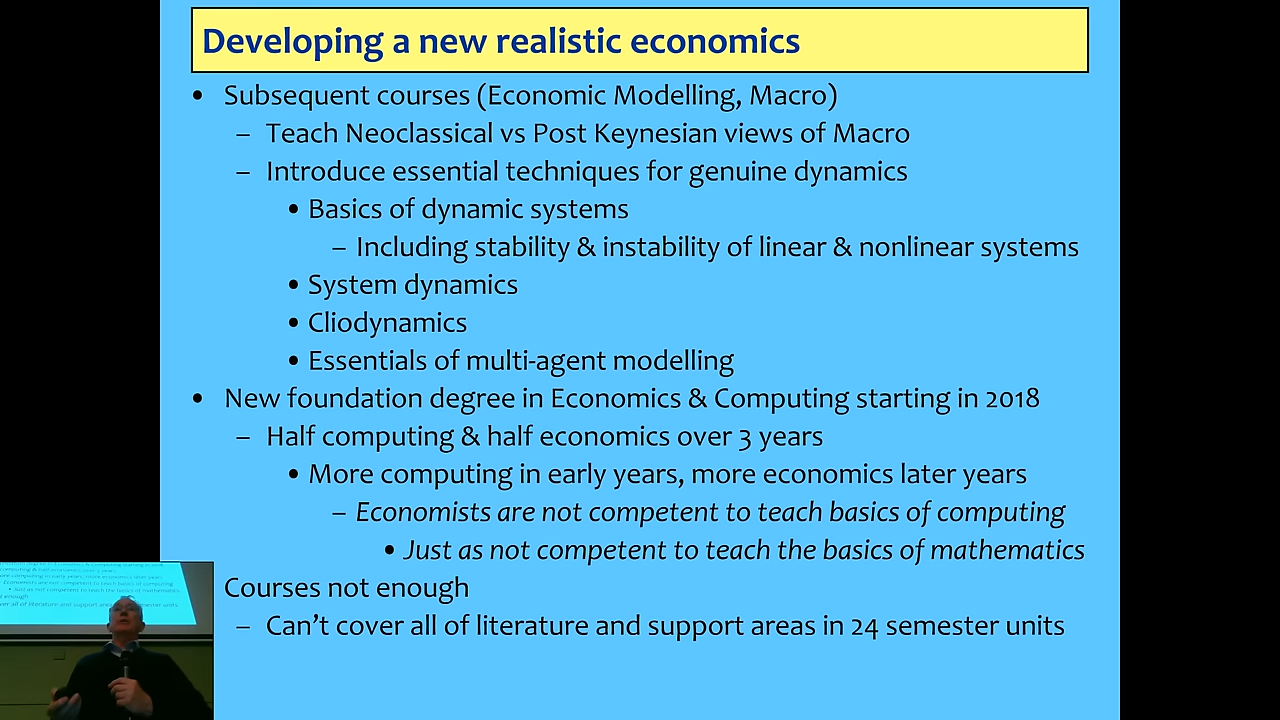 Developing a new realistic economics
• Subsequent courses (Economic Modelling, Macro)
– Teach Neoclassical vs Post Keynesian views of Macro
– Introduce essential techniques for genuine dynamics
• Basics of dynamic systems
– Including stability & instability of linear & nonlinear systems
• System dynamics
• Cliodynamics
• Essentials of multi-agent modelling
• New foundation degree in Economics & Computing starting in 2018
– Half computing & half economics over 3 years
• More computing in early years, more economics later years
– Economists are not competent to teach basics of computing
• Just as not competent to teach the basics of mathematics
Courses not enough
– Can't cover all of literature and support areas in 24 semester units